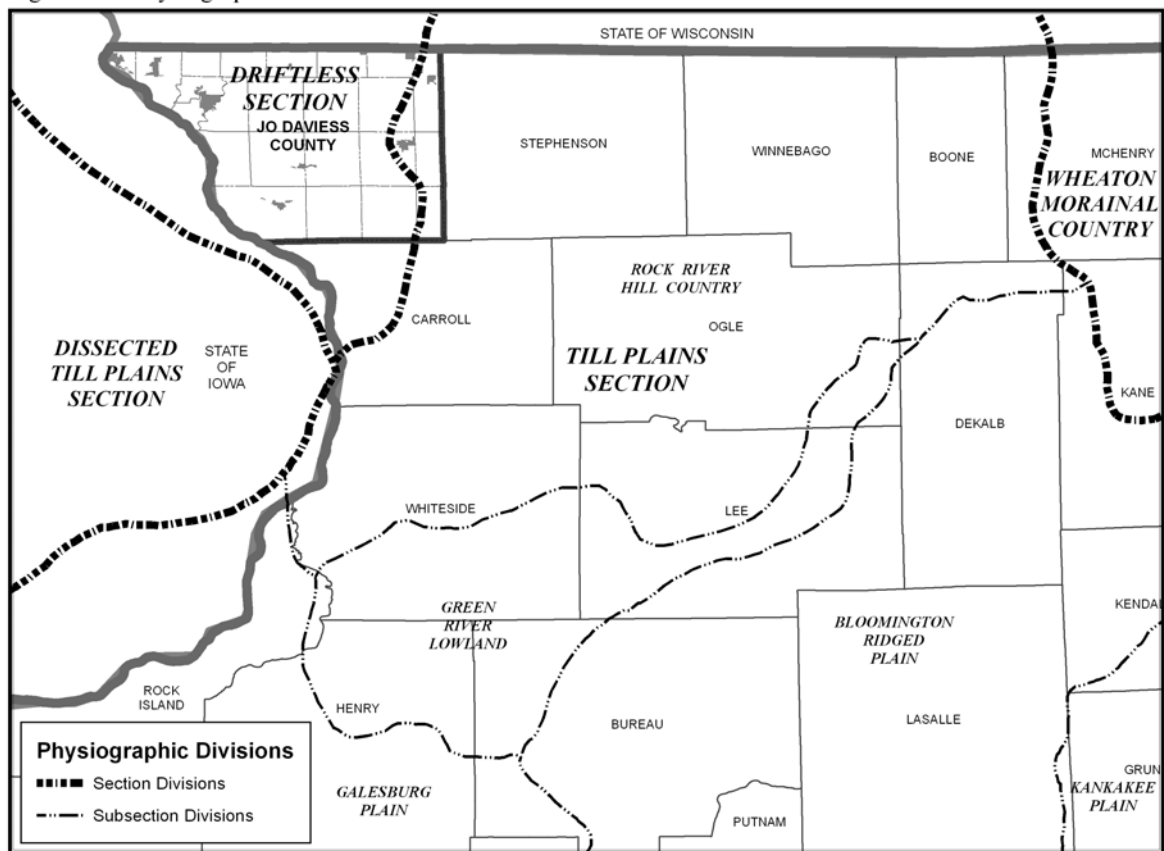 STATE OF WISCONSIN
DRIFTLESS
SECTION
JO DAVIESS
COUNTY
STEPHENSON
WINNEBAGO
BOONE
MCHENRY
WHEATON
MORAINAL
COUNTRY
ROCK RIVER
HILL COUNTRY
CARROLL
OGLE
DISSECTED
TILL PLAINS
SECTION
STATE
OF
IOWA
TILL PLAINS
SECTION
KANE
DEKALB
WHITESIDE
LEE
GREEN
RIVER
LOWLAND
BLOOMINGTON
RIDGED
PLAIN
KENDAL
ROCK
ISLAND
HENRY
BUREAU
LASALLE
GALESBURG
PLAIN
PUTNAM
GRUN
KANKAKEE
PLAIN
Physiographic Divisions
Section Divisions
Subsection Divisions